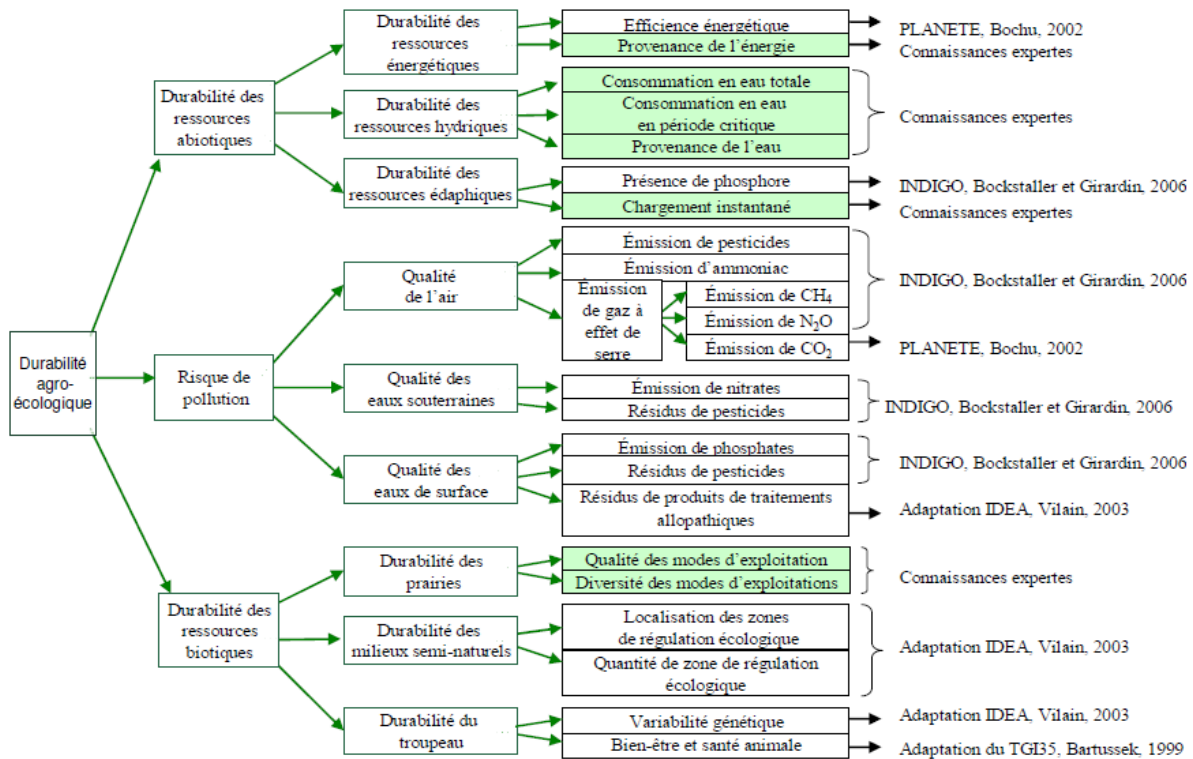 Durabilité
agro-
écologique
Durabilité des
ressources
abiotiques
Durabilité des
ressources
énergétiques
Efficience énergétique
PLANETE, Bochu, 2002
Provenance de l'énergie
Connaissances expertes
Durabilité des
ressources hydriques
Consommation en eau totale
Consommation en eau
en période critique
Provenance de l'eau
Connaissances expertes
Durabilité des
ressources édaphiques
Présence de phosphore
INDIGO, Bockstaller et Girardin, 2006
Chargement instantané
Connaissances expertes
Risque de
pollution
Qualité
de l'air
Émission de pesticides
Émission d'ammoniac
Émission
de gaz à
effet de
serre
Émission de CH₄
Émission de N₂O
INDIGO, Bockstaller et Girardin, 2006
Émission de CO₂
PLANETE, Bochu, 2002
Qualité des
eaux souterraines
Émission de nitrates
Résidus de pesticides
INDIGO, Bockstaller et Girardin, 2006
Qualité des
eaux de surface
Émission de phosphates
Résidus de pesticides
INDIGO, Bockstaller et Girardin, 2006
Résidus de produits de traitements
allopathiques
Adaptation IDEA, Vilain, 2003
Durabilité des
ressources
biotiques
Durabilité des
prairies
Qualité des modes d'exploitation
Diversité des modes d'exploitations
Connaissances expertes
Durabilité des
milieux semi-naturels
Localisation des zones
de régulation écologique
Quantité de zone de régulation
écologique
Adaptation IDEA, Vilain, 2003
Durabilité du
troupeau
Variabilité génétique
Adaptation IDEA, Vilain, 2003
Bien-être et santé animale
Adaptation du TGI35, Bartussek, 1999